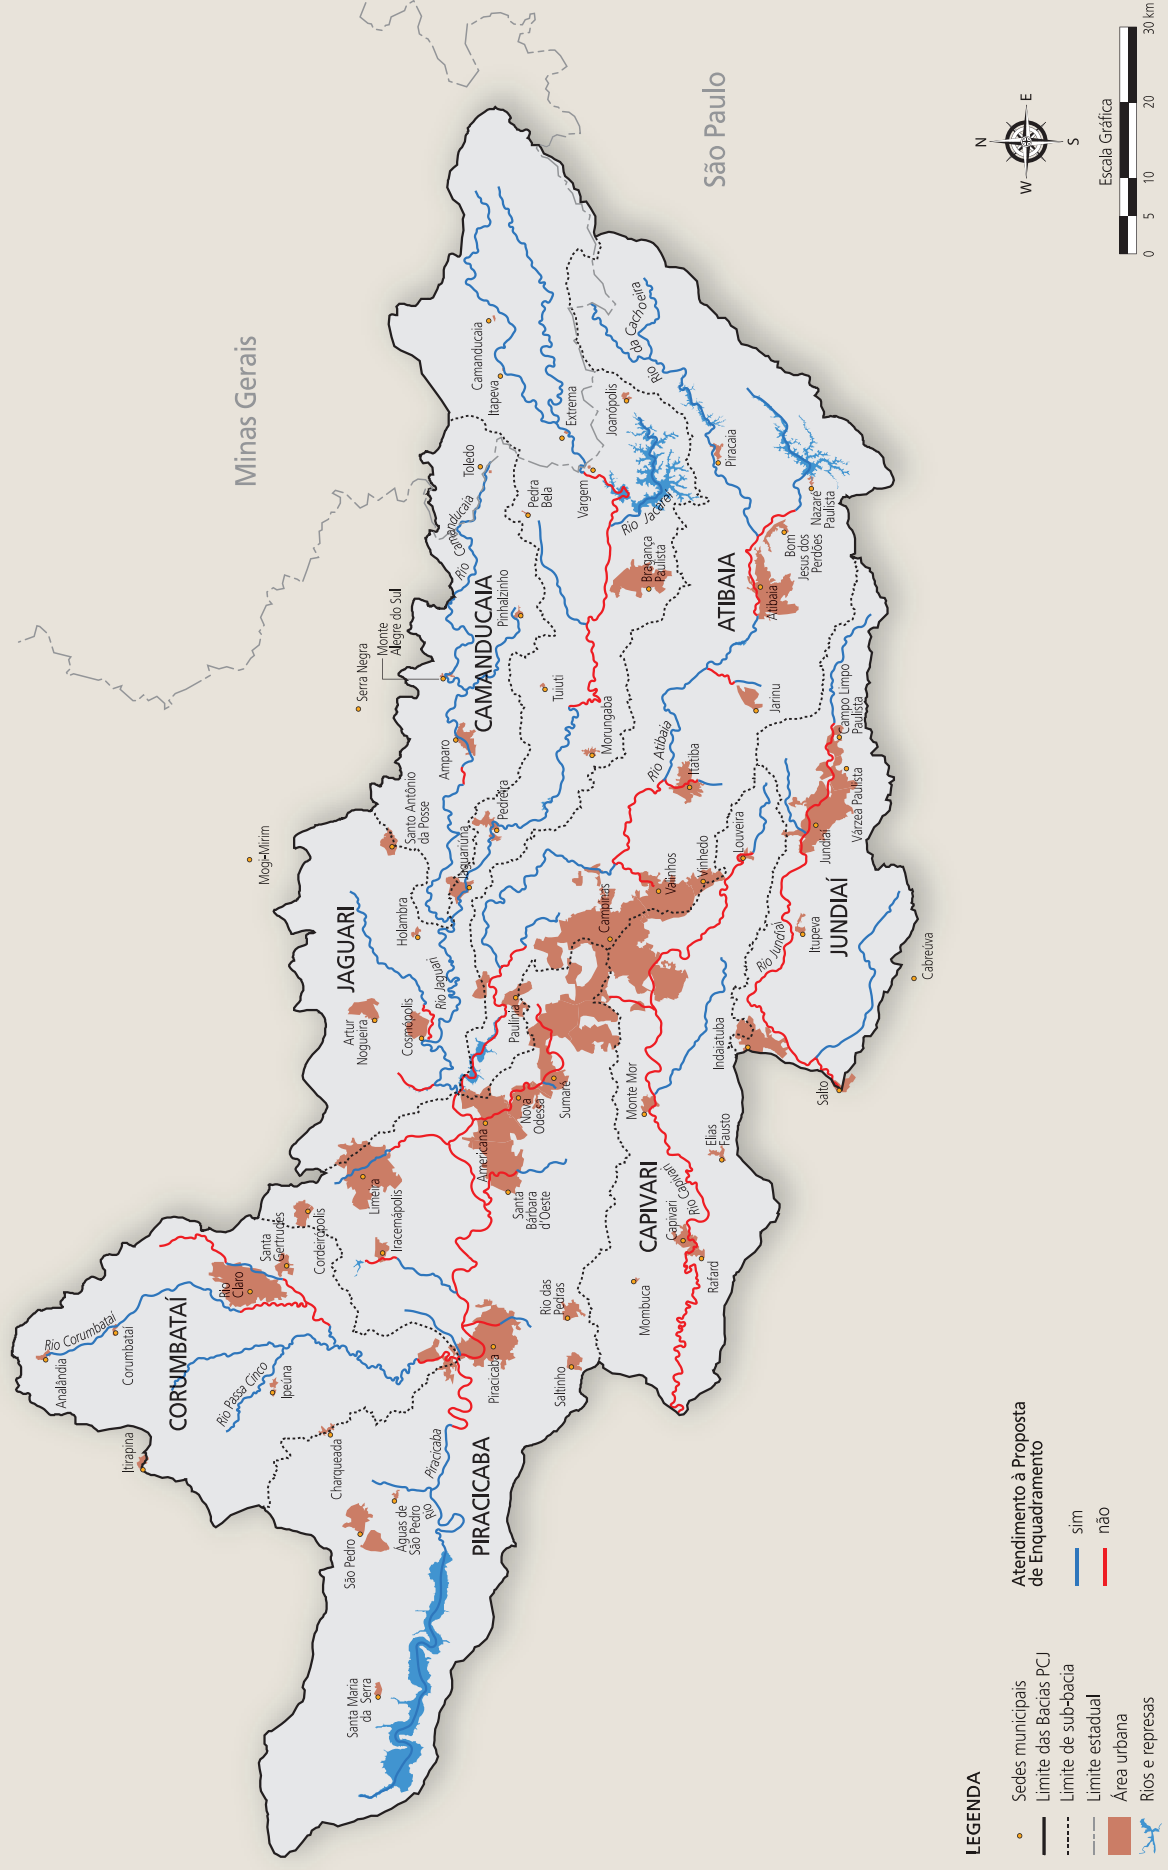 Minas Gerais
São Paulo
N
W
E
S
Escala Gráfica
0
5
10
20
30 km
Analândia
Rio Corumbataí
Corumbataí
Itirapina
CORUMBATAÍ
Rio Passa Cinco
Ipeúna
Rio
Claro
Santa
Gertrudes
Cordeirópolis
Charqueada
São Pedro
Águas de
São Pedro
Rio
Piracicaba
PIRACICABA
Santa Maria
da Serra
Piracicaba
Saltinho
Rio das
Pedras
Limeira
Iracemápolis
Americana
Santa
Bárbara
d'Oeste
Nova
Odessa
Sumaré
Paulínia
Campinas
Artur
Nogueira
Cosmópolis
JAGUARI
Holambra
Rio Jaguari
Jaguariúna
Pedreira
Santo Antônio
da Posse
Mogi-Mirim
Serra Negra
Monte
Alegre do Sul
Amparo
CAMANDUCAIA
Rio Camanducaia
Pinhalzinho
Tuiuti
Morungaba
Pedra
Bela
Toledo
Itapeva
Camanducaia
Extrema
Vargem
Joanópolis
Rio
da Cachoeira
Rio Jacareí
Bragança
Paulista
Piracaia
Nazaré
Paulista
Bom
Jesus dos
Perdões
Atibaia
ATIBAIA
Rio Atibaia
Jarinu
Itatiba
Valinhos
Vinhedo
Louveira
Campo Limpo
Paulista
Várzea Paulista
Jundiaí
JUNDIAÍ
Rio Jundiaí
Itupeva
Cabreúva
Indaiatuba
Salto
Monte Mor
Elias
Fausto
CAPIVARI
Rio Capivari
Capivari
Rafard
Mombuca
LEGENDA
Sedes municipais
Limite das Bacias PCJ
Limite de sub-bacia
Limite estadual
Área urbana
Rios e represas
Atendimento à Proposta
de Enquadramento
sim
não